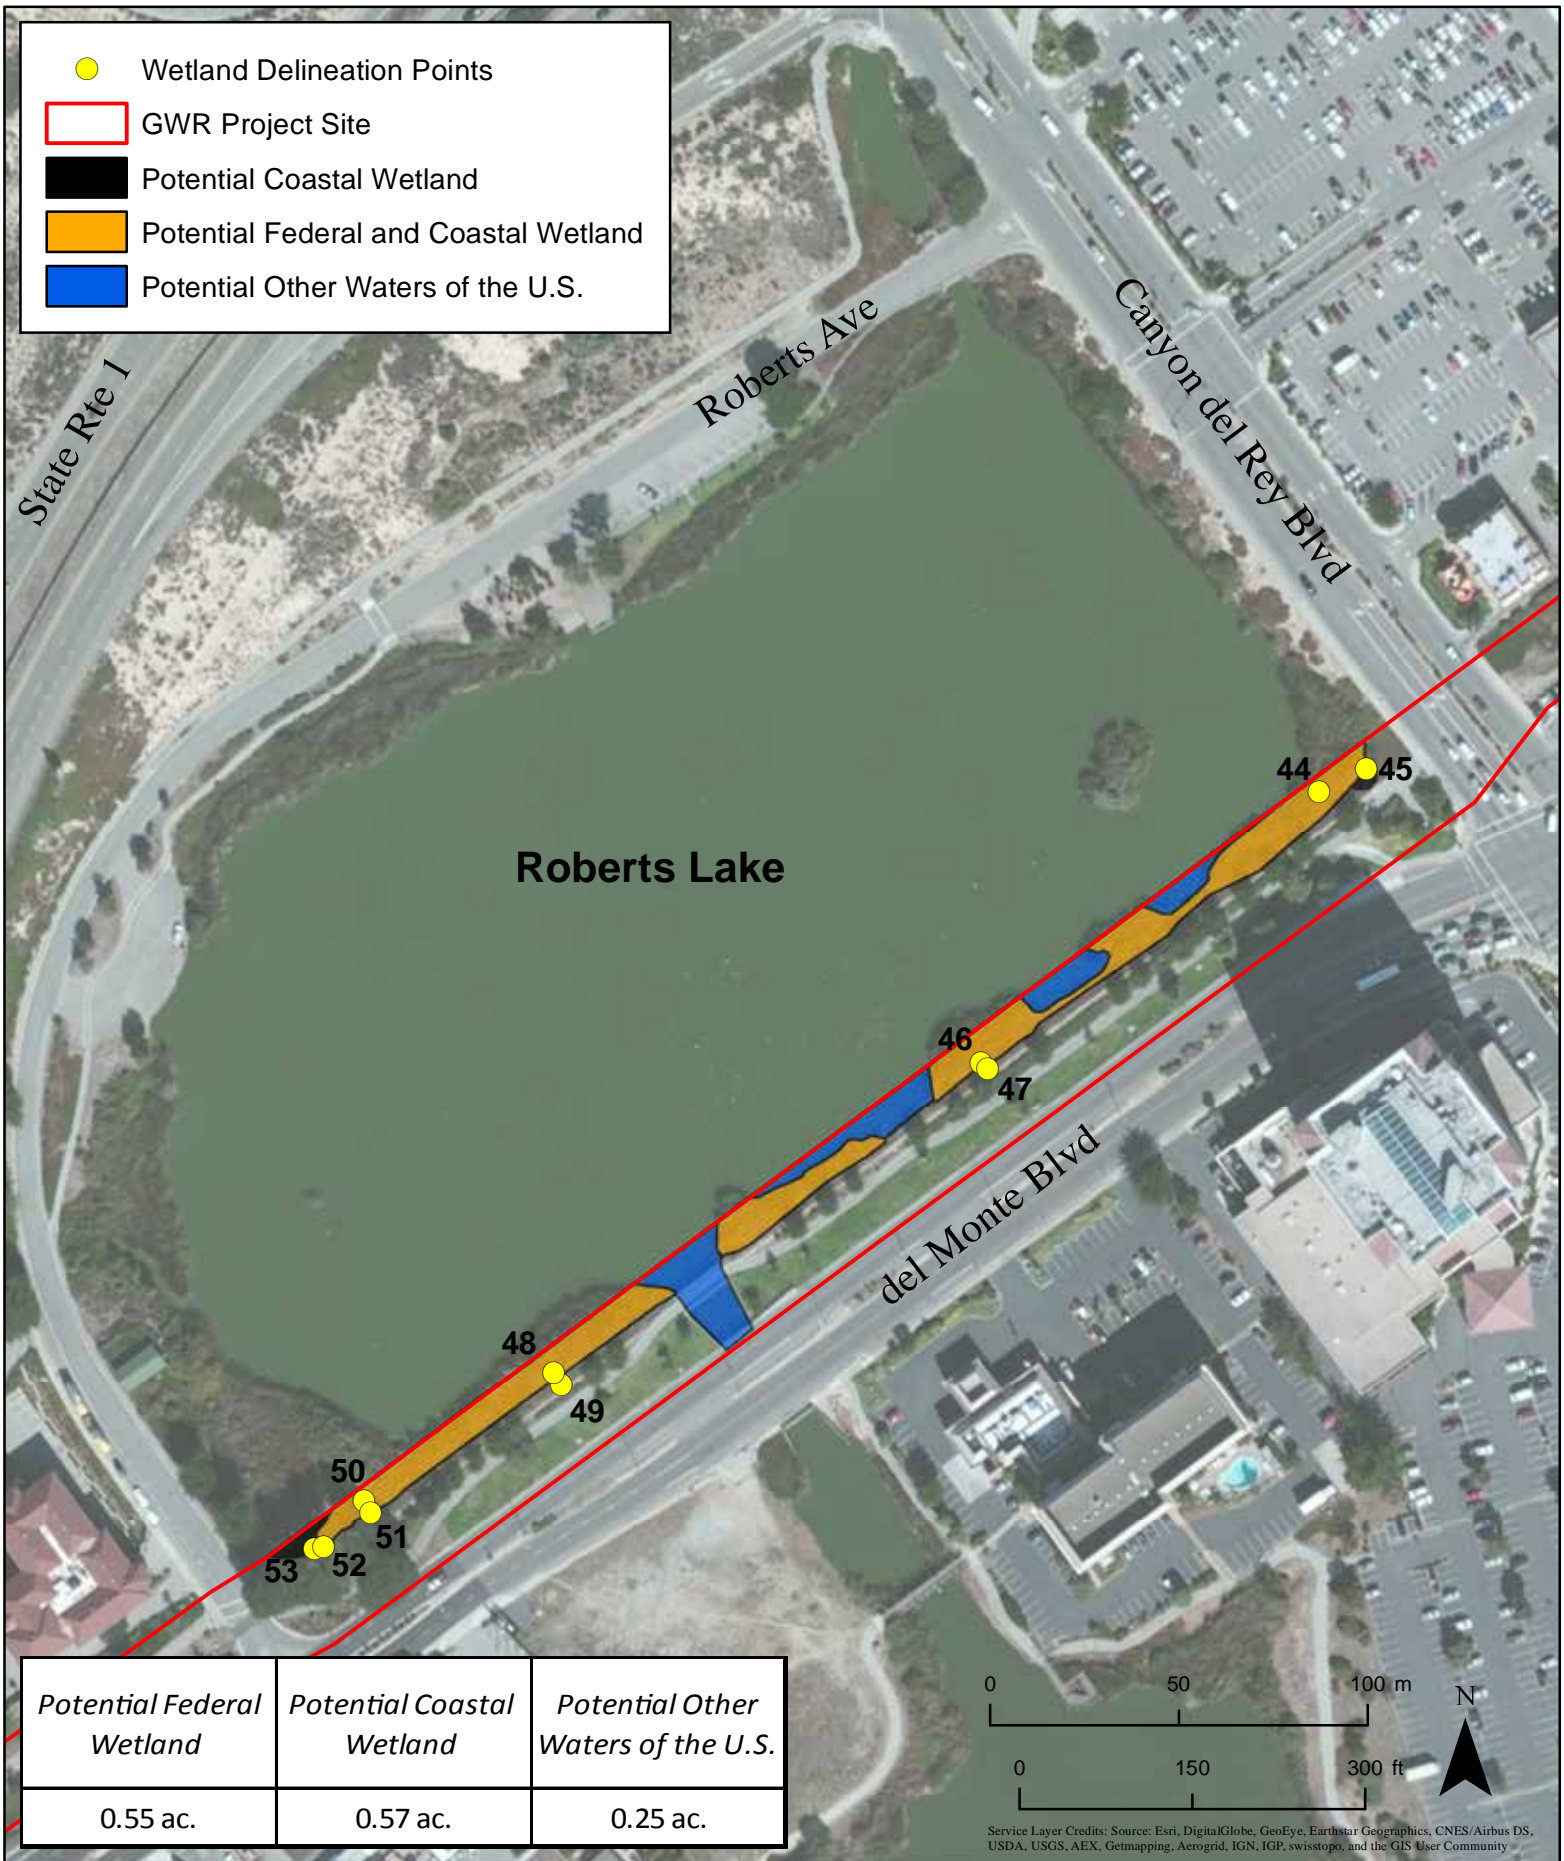 Wetland Delineation Points
GWR Project Site
Potential Coastal Wetland
Potential Federal and Coastal Wetland
Potential Other Waters of the U.S.
State Rte 1
Roberts Ave
Canyon del Rey Blvd
44
45
Roberts Lake
46
47
del Monte Blvd
48
49
50
51
52
53
Potential Federal Wetland
Potential Coastal Wetland
Potential Other Waters of the U.S.
0.55 ac.
0.57 ac.
0.25 ac.
0 50 100 m
0 150 300 ft
N
Service Layer Credits: Source: Esri, DigitalGlobe, GeoEye, Earthstar Geographics, CNES/Airbus DS,
USDA, USGS, AEX, Getmapping, Aerogrid, IGN, IGP, swisstopo, and the GIS User Community